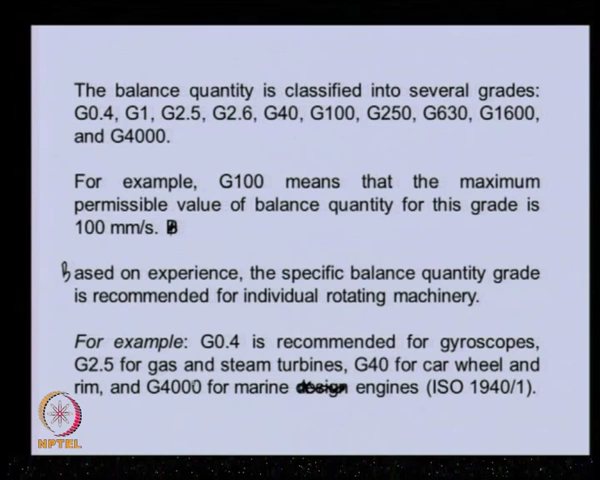 The balance quantity is classified into several grades:
G0.4, G1, G2.5, G2.6, G40, G100, G250, G630, G1600,
and G4000.
For example, G100 means that the maximum
permissible value of balance quantity for this grade is
100 mm/s. B
Based on experience, the specific balance quantity grade
is recommended for individual rotating machinery.
For example: G0.4 is recommended for gyroscopes,
G2.5 for gas and steam turbines, G40 for car wheel and
rim, and G4000 for marine design engines (ISO 1940/1).
NPTEL